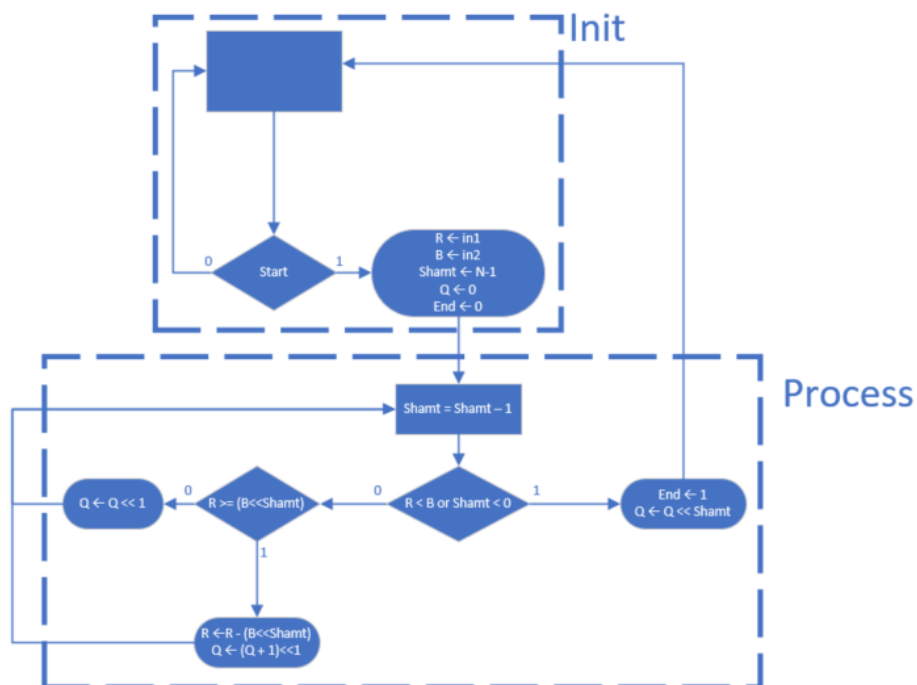 Init
0
Start
1
R ← in1
B ← in2
Shamt ← N-1
Q ← 0
End ← 0
Process
Shamt = Shamt – 1
Q ← Q << 1
0
R >= (B<<Shamt)
0
R < B or Shamt < 0
1
End ← 1
Q ← Q << Shamt
1
R ←R - (B<<Shamt)
Q ← (Q + 1)<<1